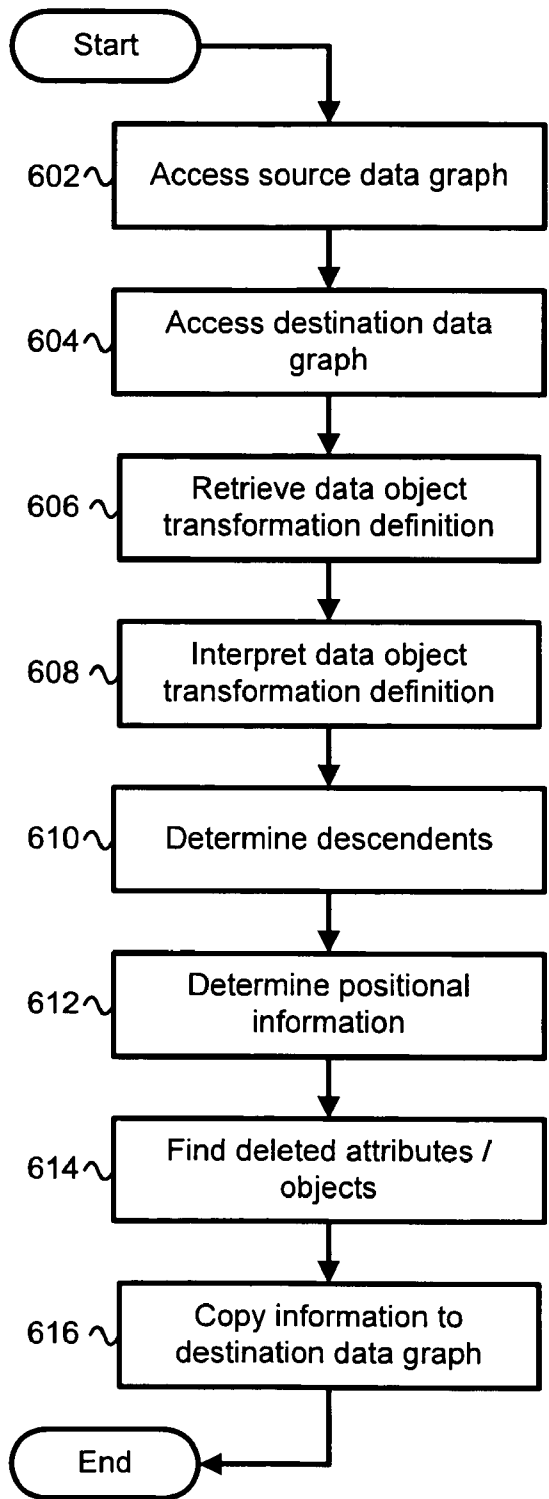 Start
602
Access source data graph
604
Access destination data
graph
606
Retrieve data object
transformation definition
608
Interpret data object
transformation definition
610
Determine descendents
612
Determine positional
information
614
Find deleted attributes /
objects
616
Copy information to
destination data graph
End